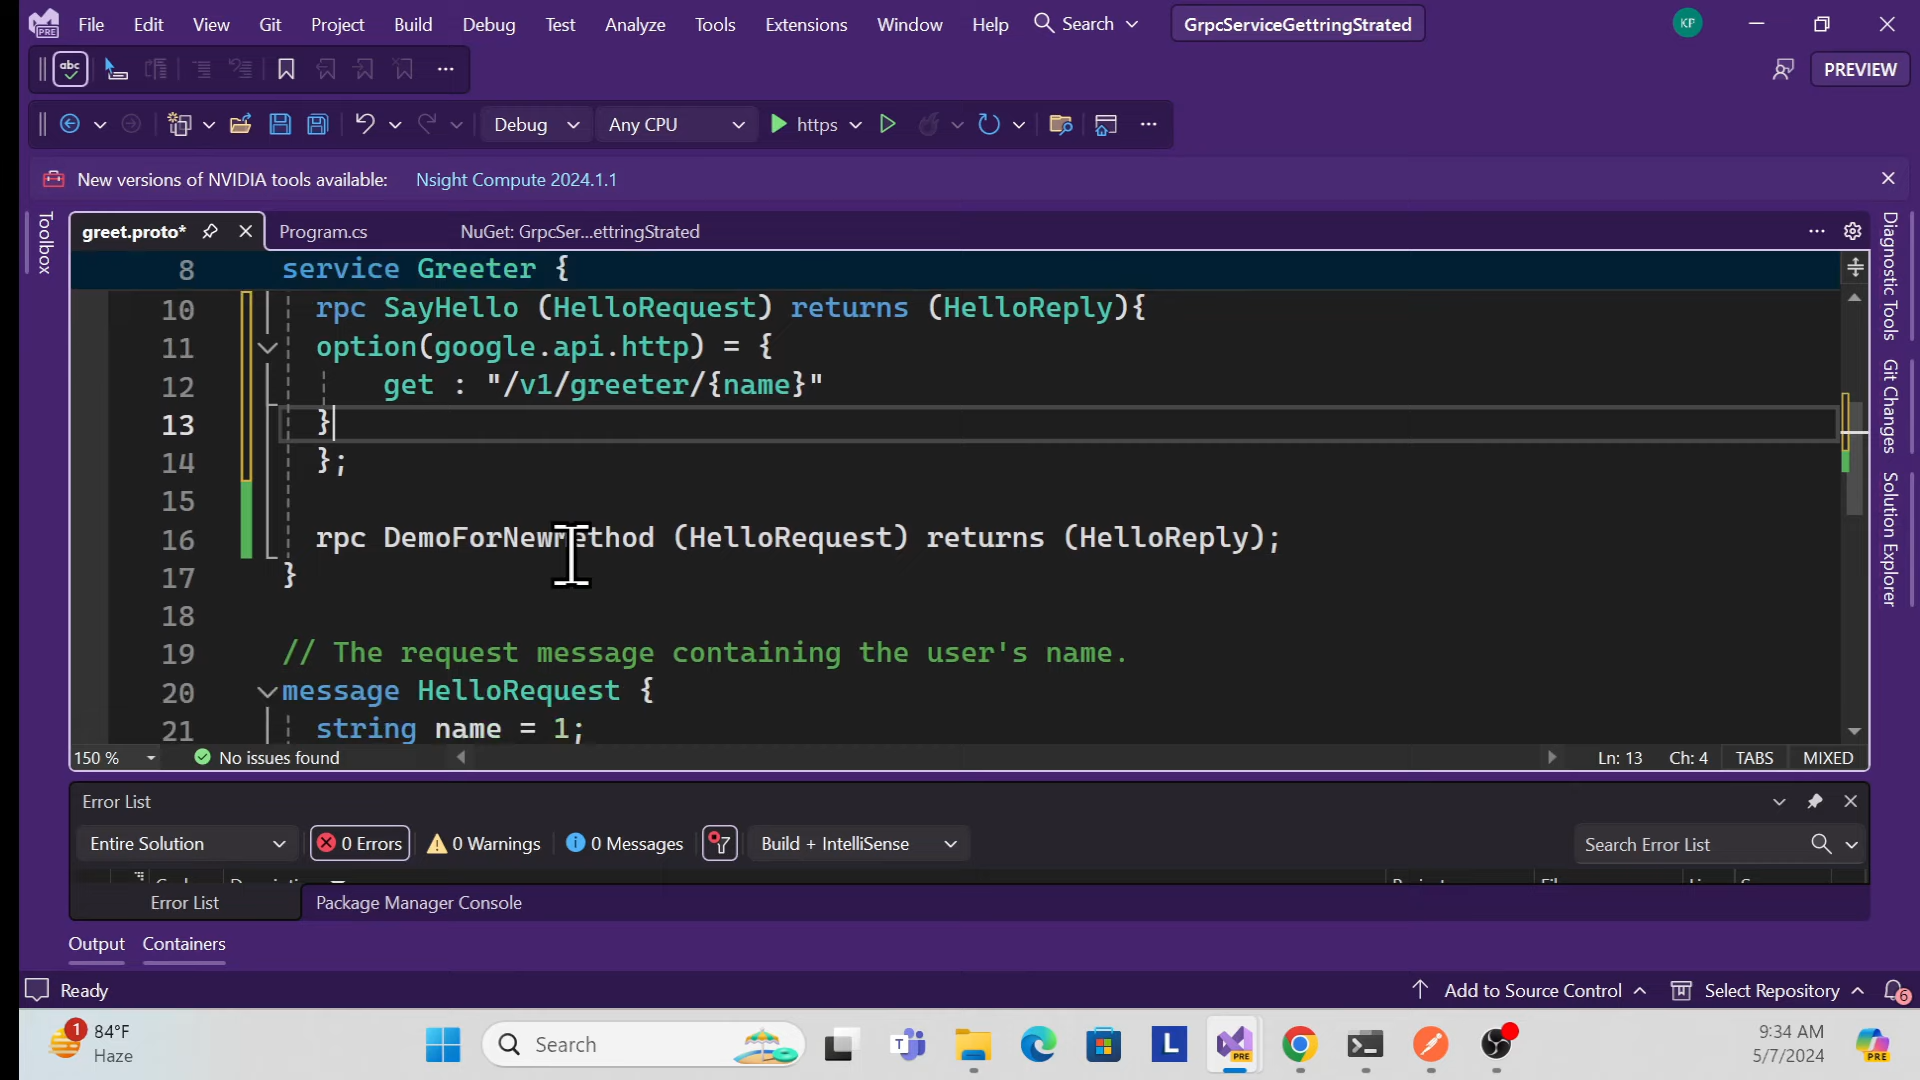 File Edit View Git Project Build Debug Test Analyze Tools Extensions Window Help Search GrpcServiceGettringStrated KP
PRE
abc PREVIEW
Debug Any CPU https
New versions of NVIDIA tools available: Nsight Compute 2024.1.1
Toolbox
greet.proto* Program.cs NuGet: GrpcSer...ettringStrated
8 service Greeter {
10 rpc SayHello (HelloRequest) returns (HelloReply){
11 option(google.api.http) = {
12 get : "/v1/greeter/{name}"
13 }
14 };
15
16 rpc DemoForNewmethod (HelloRequest) returns (HelloReply);
17 }
18
19 // The request message containing the user's name.
20 message HelloRequest {
21 string name = 1;
Diagnostic Tools
Git Changes
Solution Explorer
150 % No issues found Ln: 13 Ch: 4 TABS MIXED
Error List
Entire Solution 0 Errors 0 Warnings 0 Messages Build + IntelliSense Search Error List
Error List Package Manager Console
Output Containers
Ready Add to Source Control Select Repository 6
1 84°F
Haze
Search
T L PRE
9:34 AM
5/7/2024
PRE